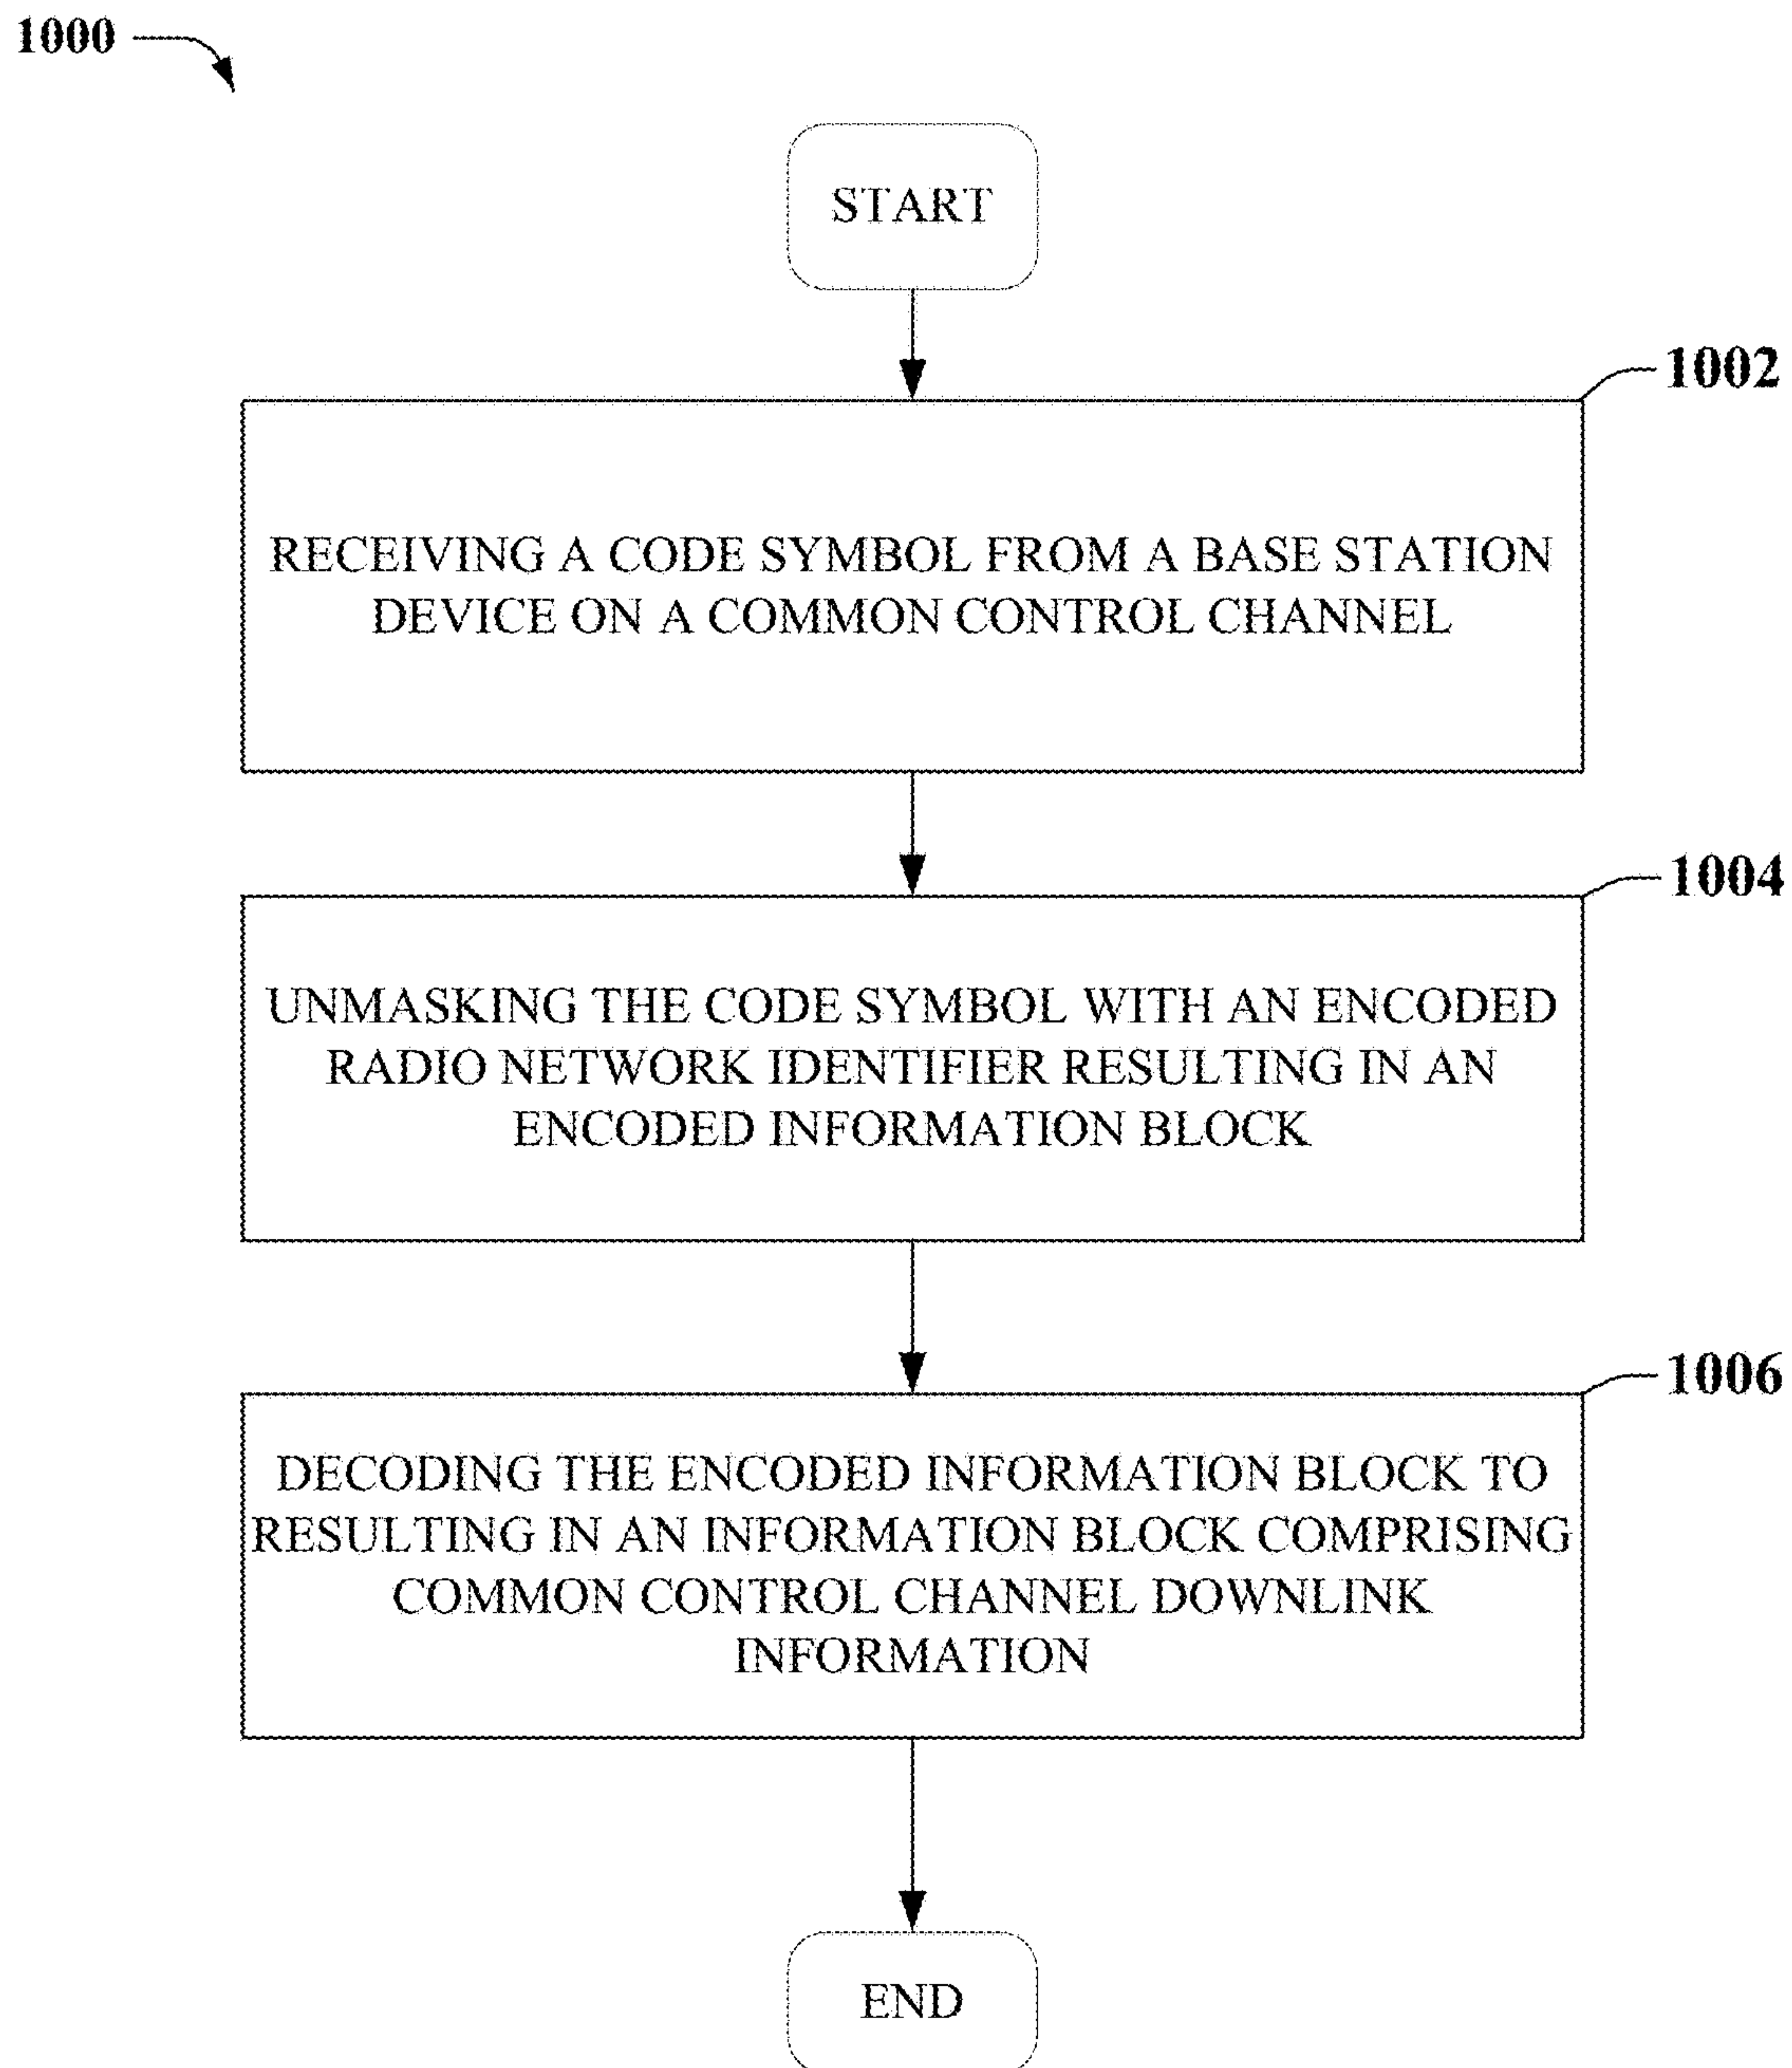 1000
START
1002
RECEIVING A CODE SYMBOL FROM A BASE STATION
DEVICE ON A COMMON CONTROL CHANNEL
1004
UNMASKING THE CODE SYMBOL WITH AN ENCODED
RADIO NETWORK IDENTIFIER RESULTING IN AN
ENCODED INFORMATION BLOCK
1006
DECODING THE ENCODED INFORMATION BLOCK TO
RESULTING IN AN INFORMATION BLOCK COMPRISING
COMMON CONTROL CHANNEL DOWNLINK
INFORMATION
END